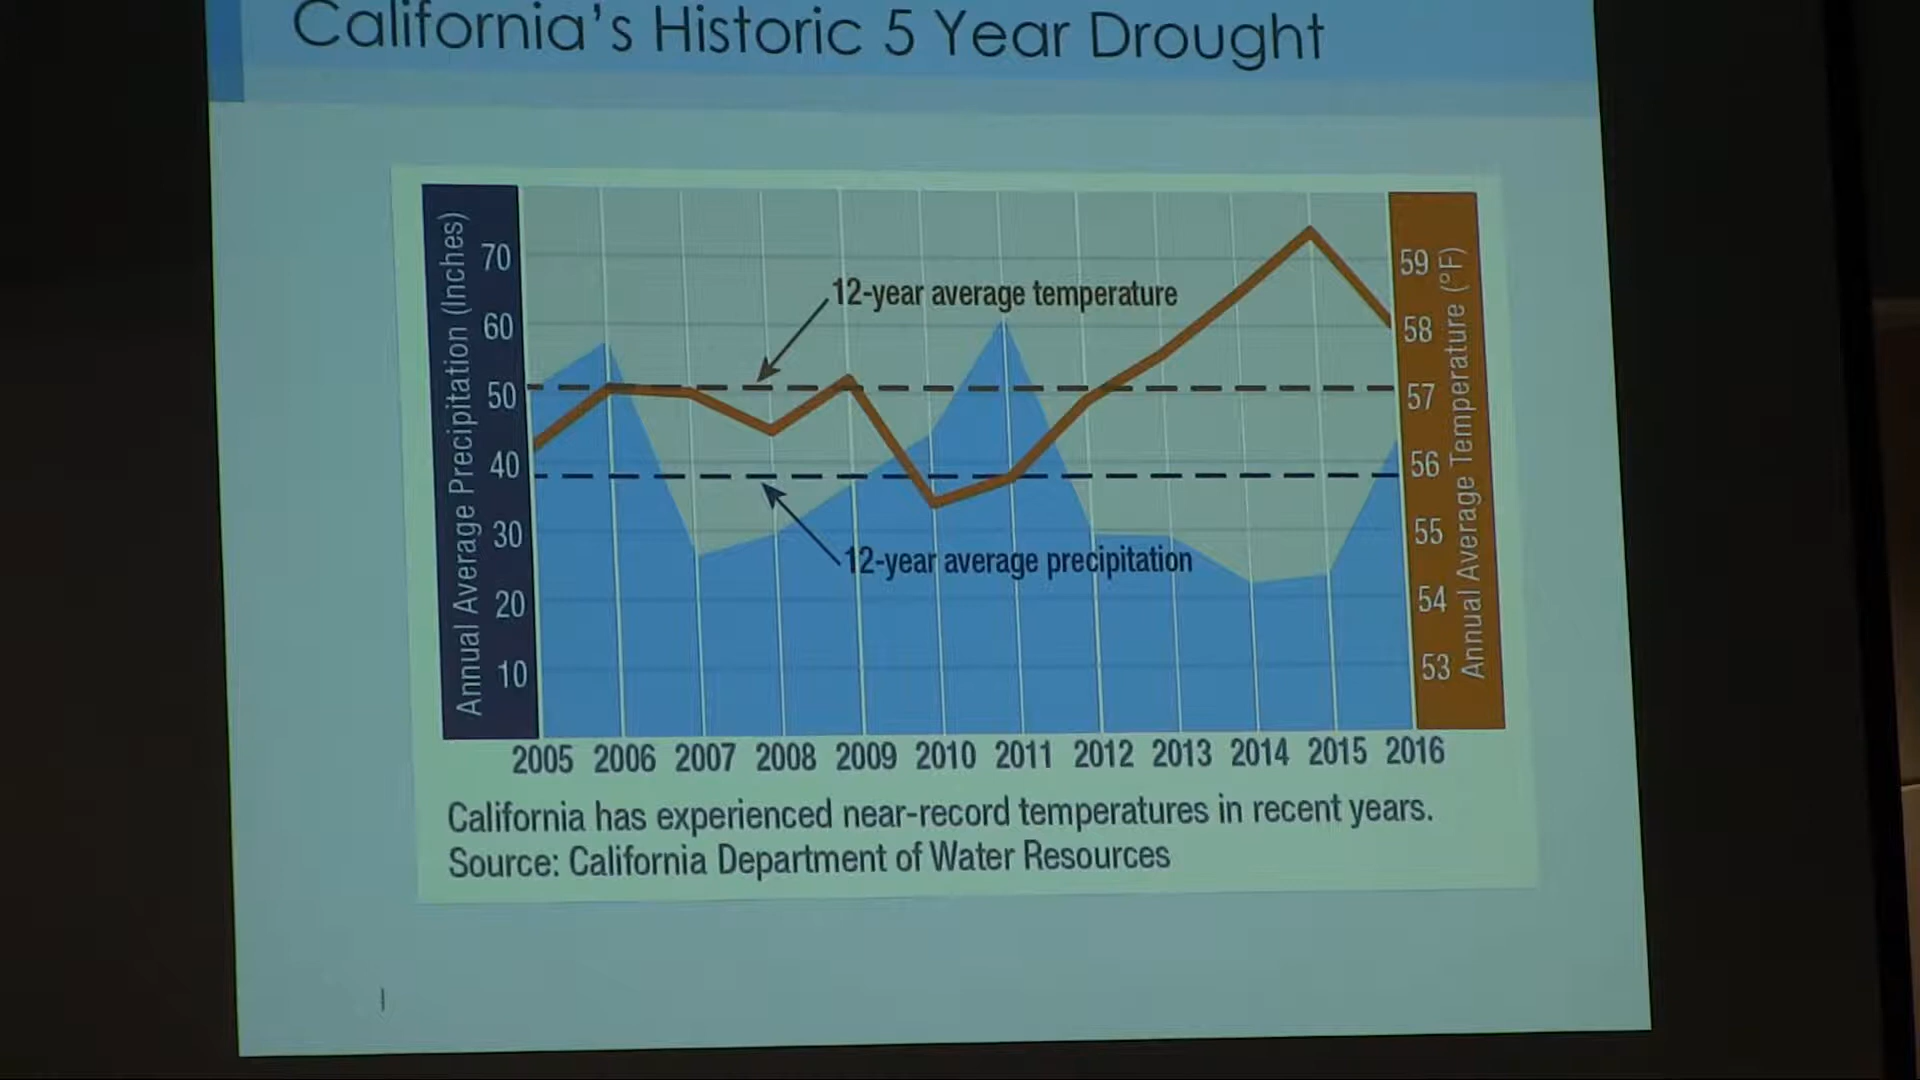 California's Historic 5 Year Drought
Annual Average Precipitation (Inches)
70
60
50
40
30
20
10
12-year average temperature
12-year average precipitation
59
58
57
56
55
54
53
Annual Average Temperature (°F)
2005 2006 2007 2008 2009 2010 2011 2012 2013 2014 2015 2016
California has experienced near-record temperatures in recent years.
Source: California Department of Water Resources